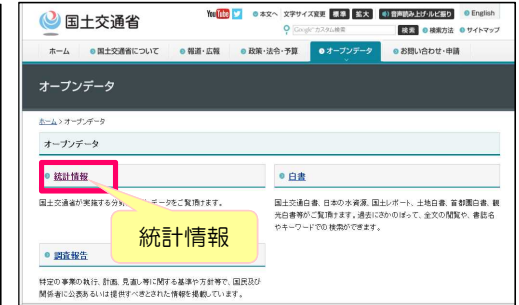 国土交通省
YouTube
本文へ 文字サイズ変更 標準 拡大 音声読み上げ・ルビ振り English
Google カスタム検索 検索 検索方法 サイトマップ
ホーム 国土交通省について 報道・広報 政策・法令・予算 オープンデータ お問い合わせ・申請
オープンデータ
ホーム > オープンデータ
オープンデータ
統計情報
国土交通省が実施する分野 データをご覧頂けます。
統計情報
白書
国土交通白書、日本の水資源、国土レポート、土地白書、首都圏白書、観
光白書等がご覧頂けます。過去にさかのぼって、全文の閲覧や、書誌名
やキーワードでの検索ができます。
調査報告
特定の事業の執行、計画、見直し等に関する基準や方針等で、国民及び
関係者に公表あるいは提供すべきとされた情報を掲載しています。